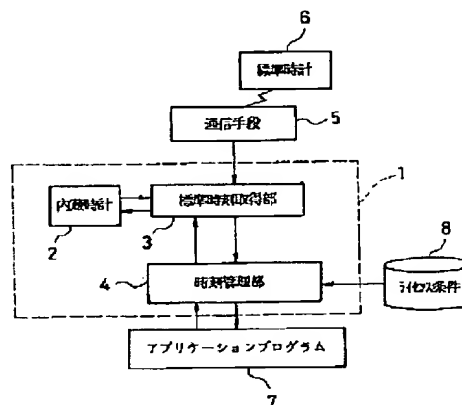 6
標準時計
通信手段
5
1
内蔵時計
標準時刻取得部
2
3
8
4
時刻管理部
ライセンス条件
アプリケーションプログラム
7